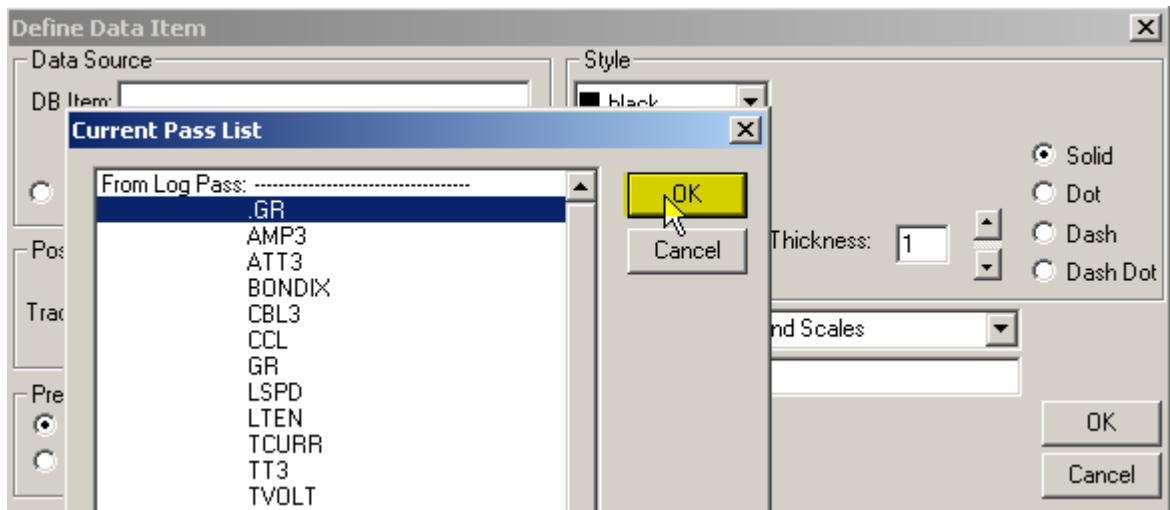 Define Data Item
Data Source
DB Item:
Current Pass List
From Log Pass: -----------------------------------
.GR
AMP3
ATT3
BONDIX
CBL3
CCL
GR
LSPD
LTEN
TCURR
TT3
TVOLT
OK
Cancel
Style
black
Thickness:
1
Solid
Dot
Dash
Dash Dot
Scales
OK
Cancel